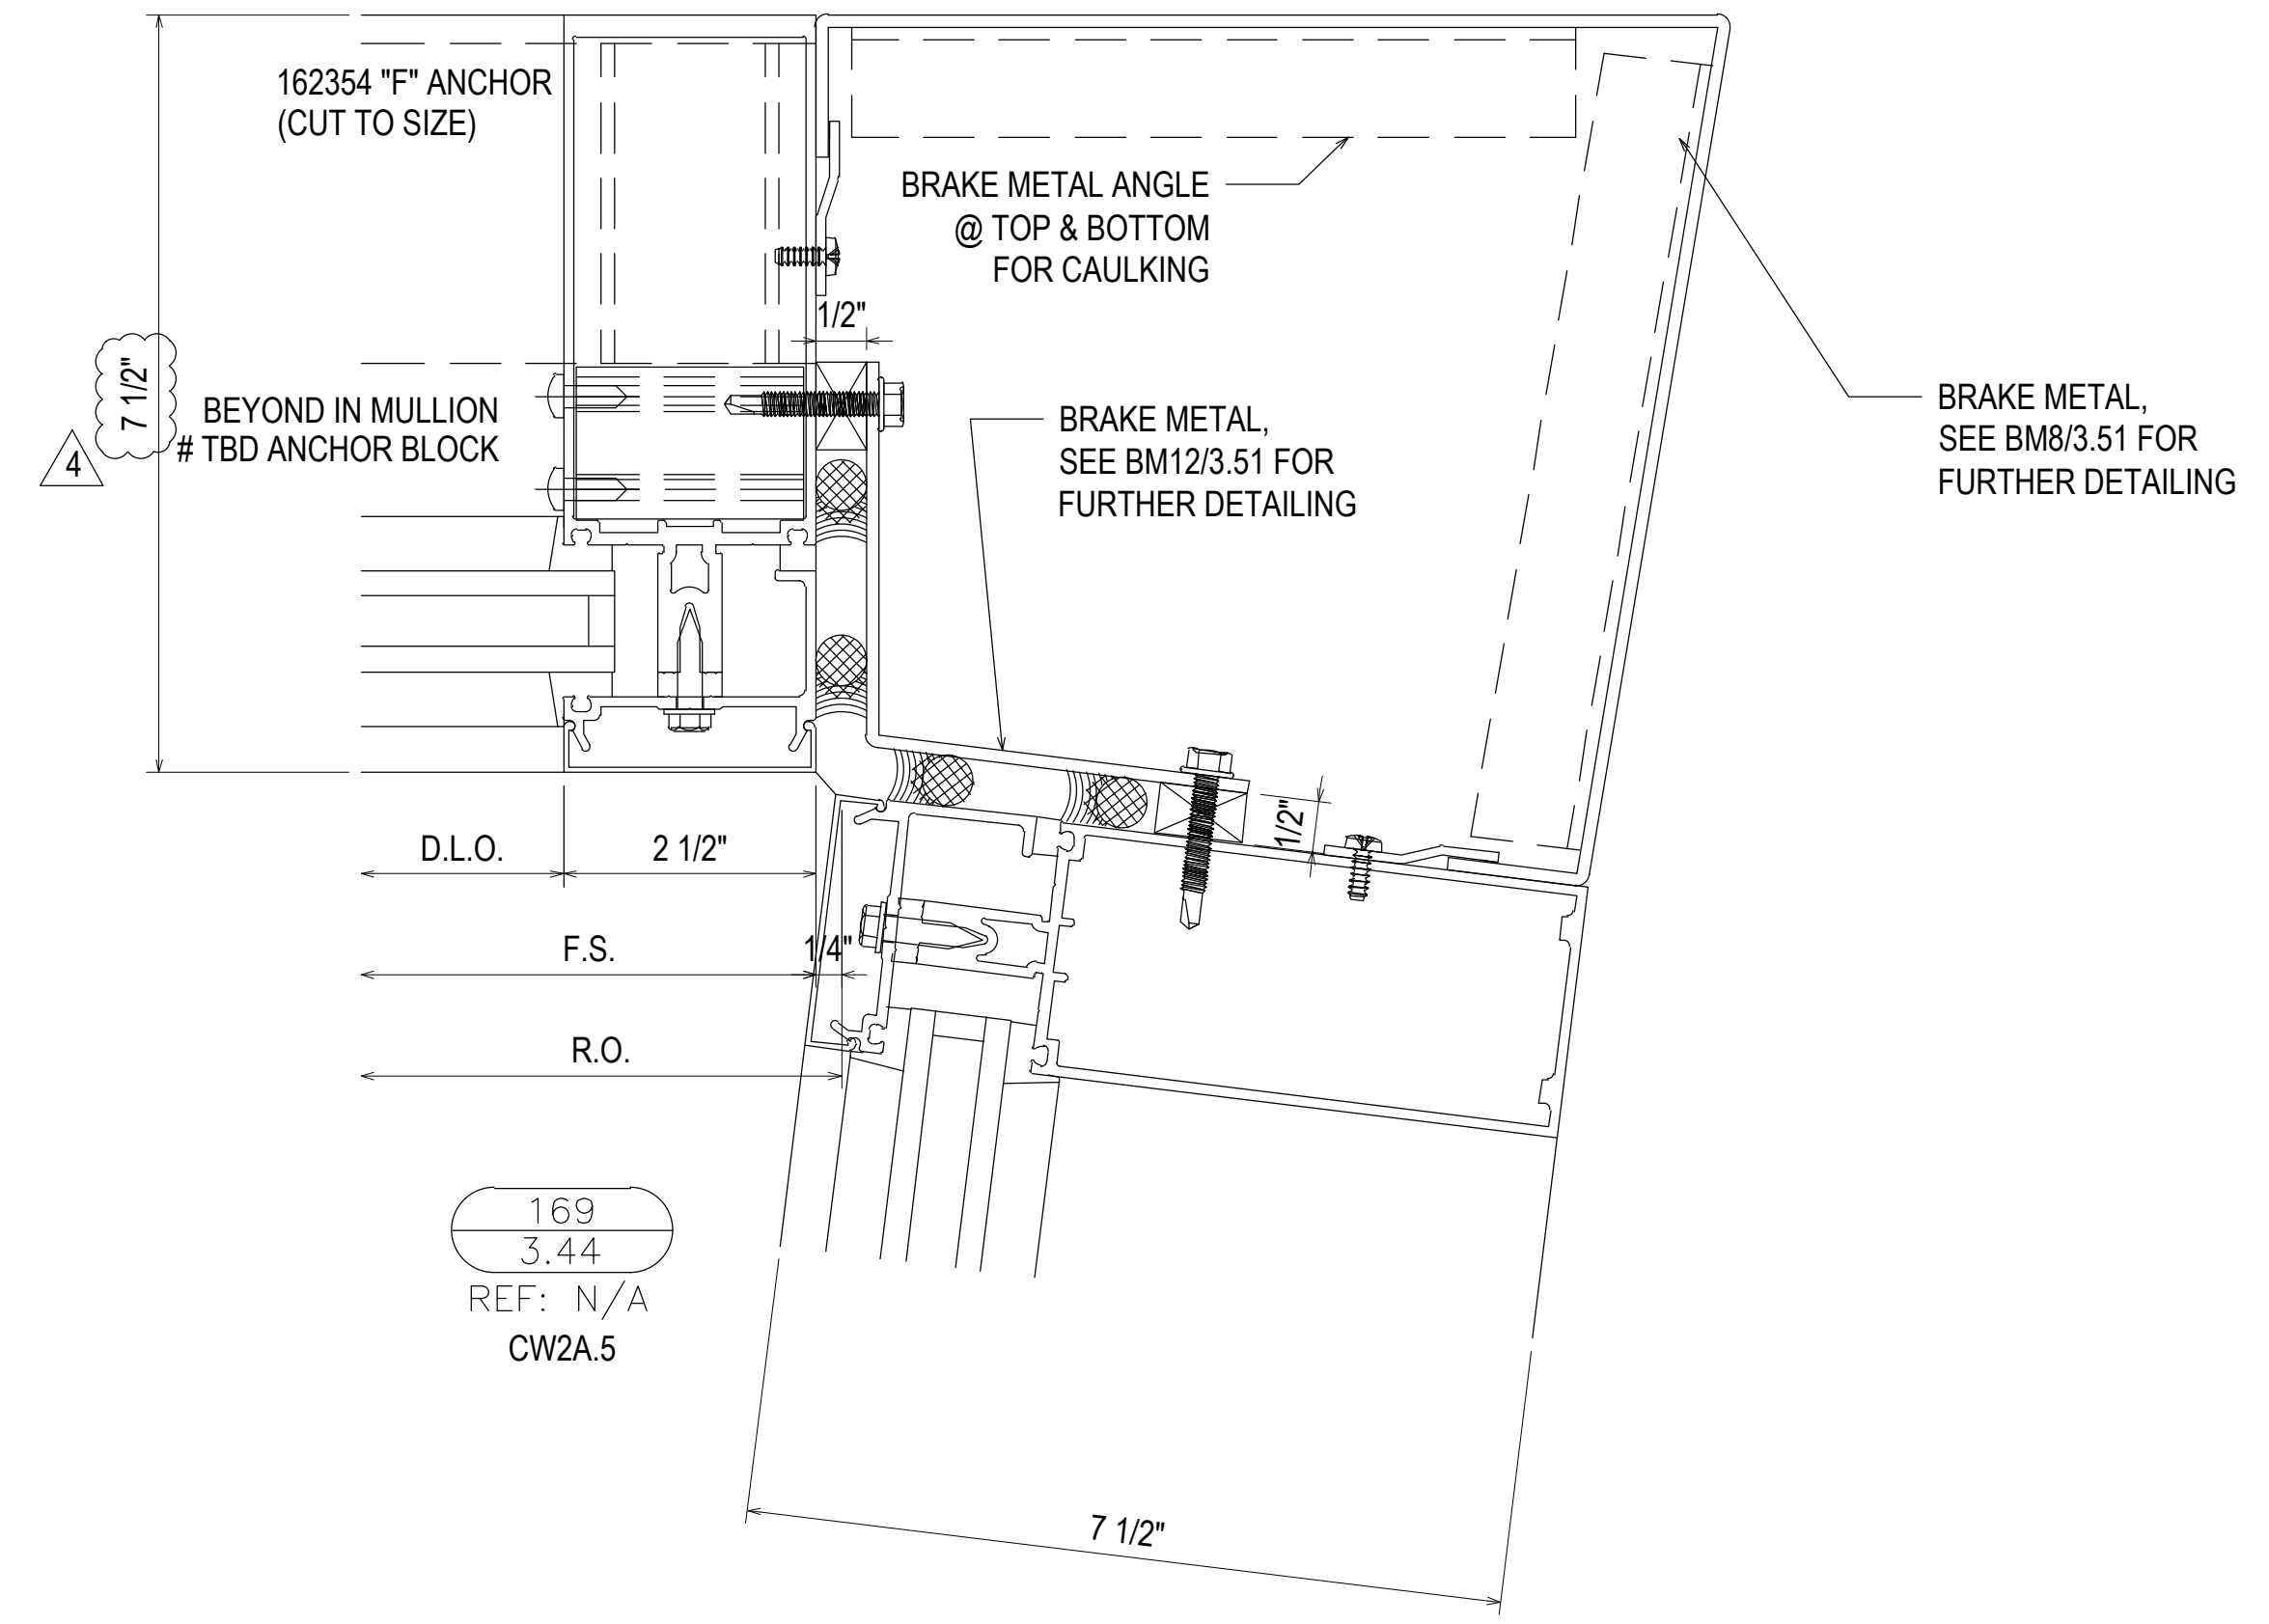 162354 "F" ANCHOR
(CUT TO SIZE)
BRAKE METAL ANGLE
@ TOP & BOTTOM
FOR CAULKING
1/2"
7 1/2"
4
BEYOND IN MULLION
# TBD ANCHOR BLOCK
BRAKE METAL,
SEE BM12/3.51 FOR
FURTHER DETAILING
BRAKE METAL,
SEE BM8/3.51 FOR
FURTHER DETAILING
1/2"
D.L.O.
2 1/2"
F.S.
1/4"
R.O.
169
3.44
REF: N/A
CW2A.5
7 1/2"